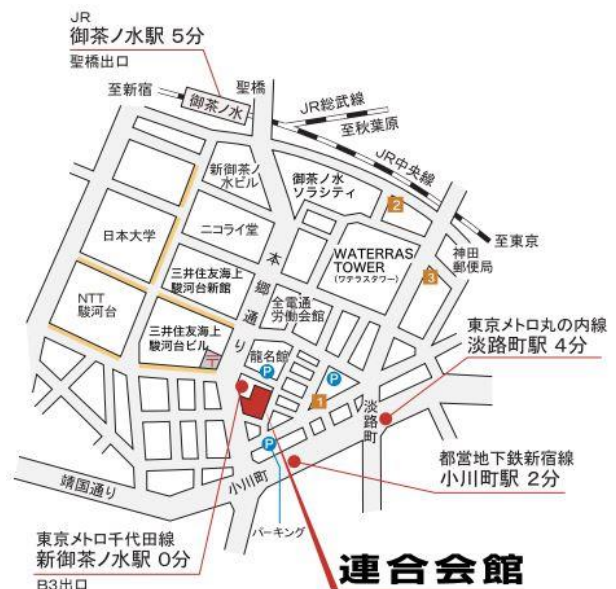 JR
御茶ノ水駅 5分
聖橋出口
至新宿
御茶ノ水
聖橋
JR総武線
至秋葉原
JR中央線
至東京
新御茶ノ
水ビル
御茶ノ水
ソラシティ
2
日本大学
ニコライ堂
本郷通り
WATERRAS
TOWER
(ワテラスタワー)
神田
郵便局
3
三井住友海上
駿河台新館
NTT
駿河台
全電通
労働会館
三井住友海上
駿河台ビル
〒
龍名館
P
P
1
東京メトロ丸の内線
淡路町駅 4分
淡路町
都営地下鉄新宿線
小川町駅 2分
P
小川町
靖国通り
パーキング
東京メトロ千代田線
新御茶ノ水駅 0分
B3出口
連合会館